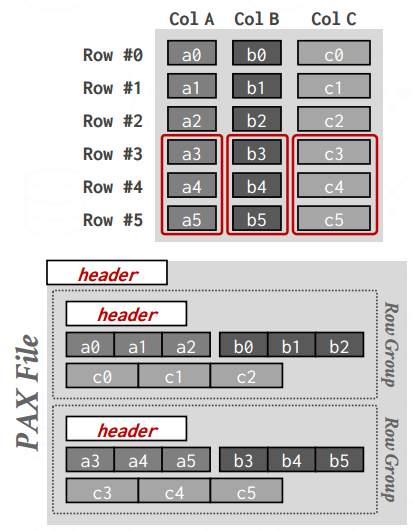 Col A Col B Col C
Row #0 a0 b0 c0
Row #1 a1 b1 c1
Row #2 a2 b2 c2
Row #3 a3 b3 c3
Row #4 a4 b4 c4
Row #5 a5 b5 c5
PAX File
header
Row Group
header
a0 a1 a2 b0 b1 b2
c0 c1 c2
Row Group
header
a3 a4 a5 b3 b4 b5
c3 c4 c5